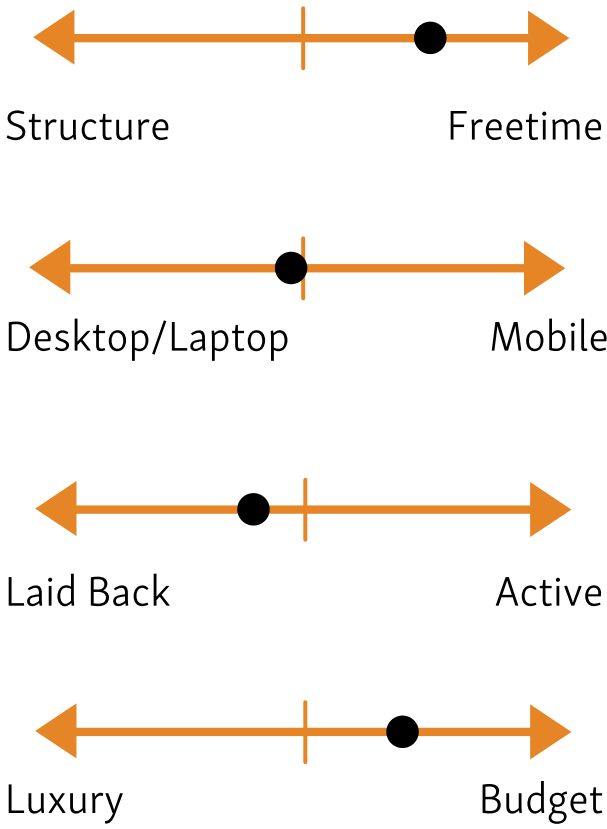 Structure Freetime
Desktop/Laptop Mobile
Laid Back Active
Luxury Budget